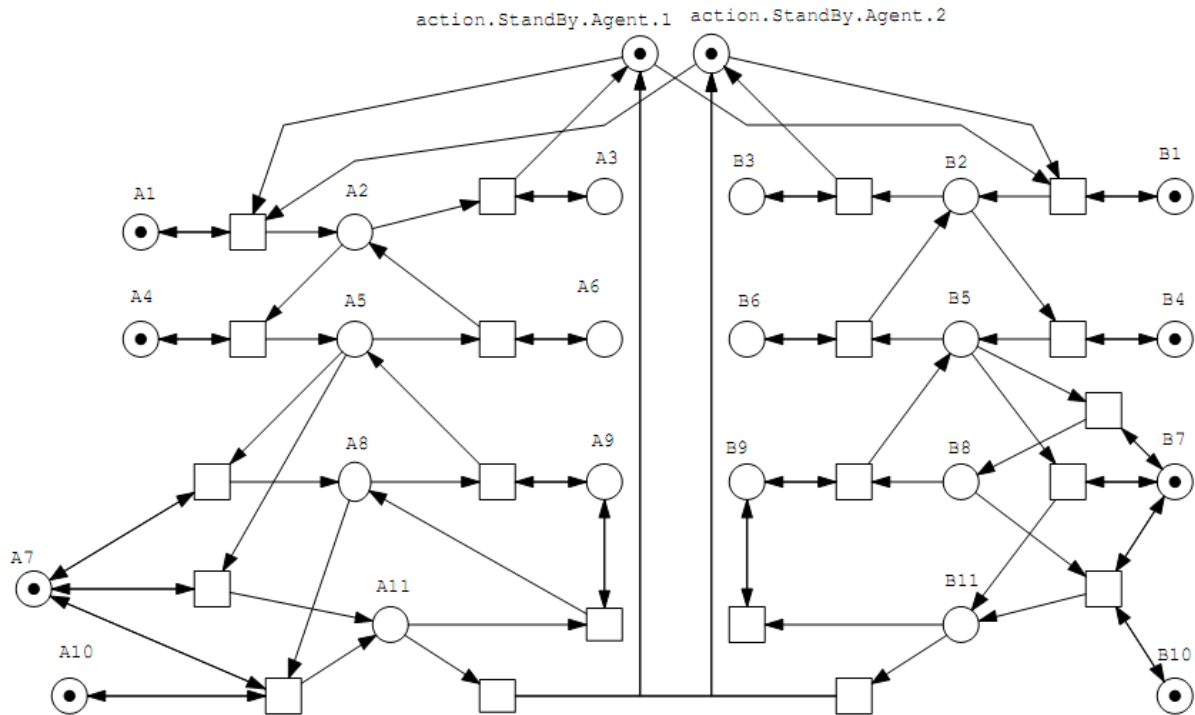 action.StandBy.Agent.1
action.StandBy.Agent.2
A1
A2
A3
B3
B2
B1
A4
A5
A6
B6
B5
B4
A8
A9
B9
B8
B7
A7
A11
B11
A10
B10